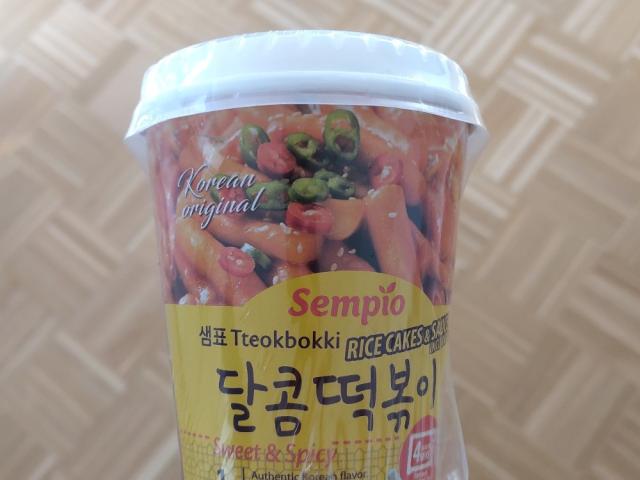 Korean
original
Sempio
샘표 Tteokbokki
RICE CAKES &
달콤떡볶이
Sweet & Spicy
Authentic Korean flavor